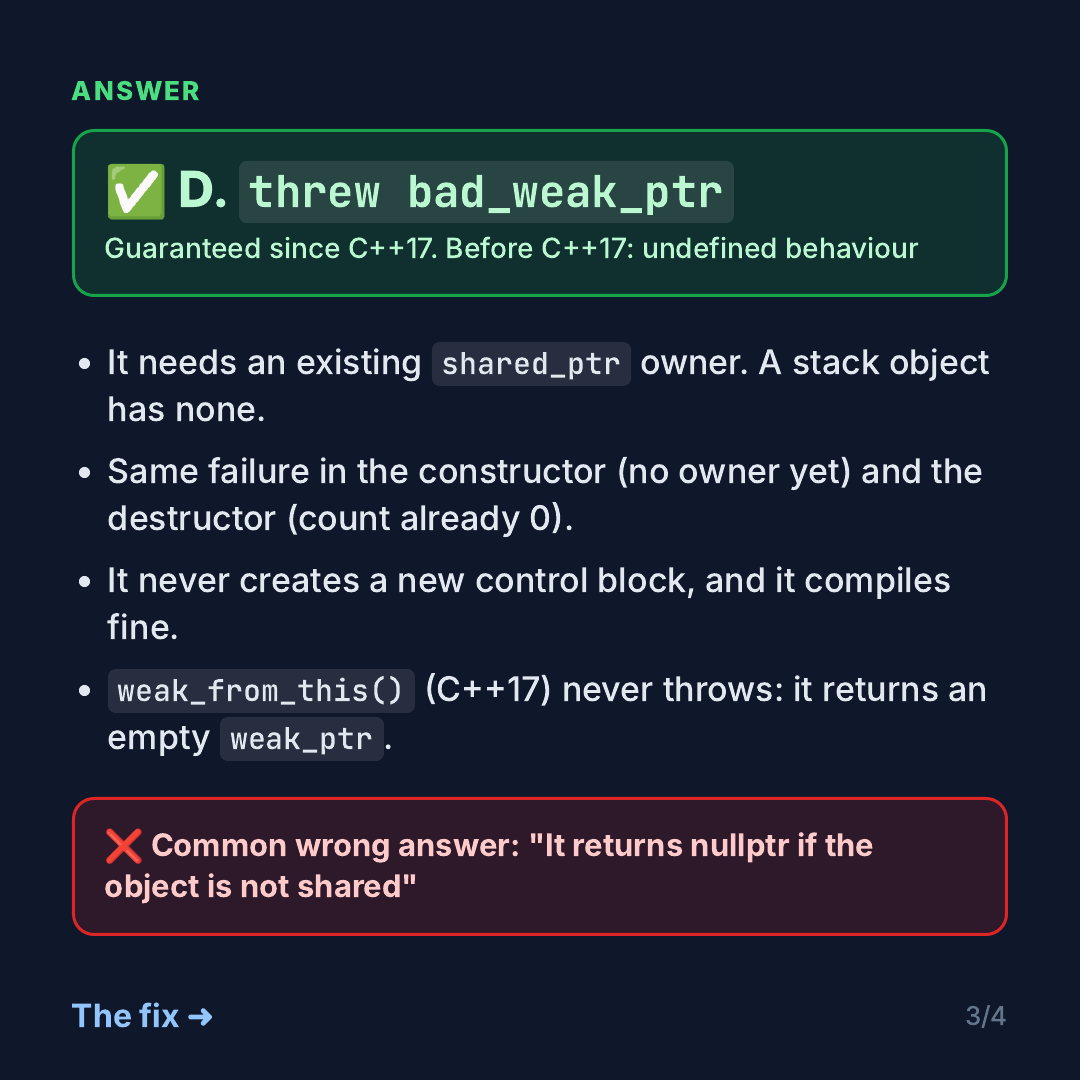 ANSWER
✅ D. threw bad_weak_ptr
Guaranteed since C++17. Before C++17: undefined behaviour
• It needs an existing shared_ptr owner. A stack object
has none.
• Same failure in the constructor (no owner yet) and the
destructor (count already 0).
• It never creates a new control block, and it compiles
fine.
• weak_from_this() (C++17) never throws: it returns an
empty weak_ptr.
❌ Common wrong answer: "It returns nullptr if the
object is not shared"
The fix ➜
3/4